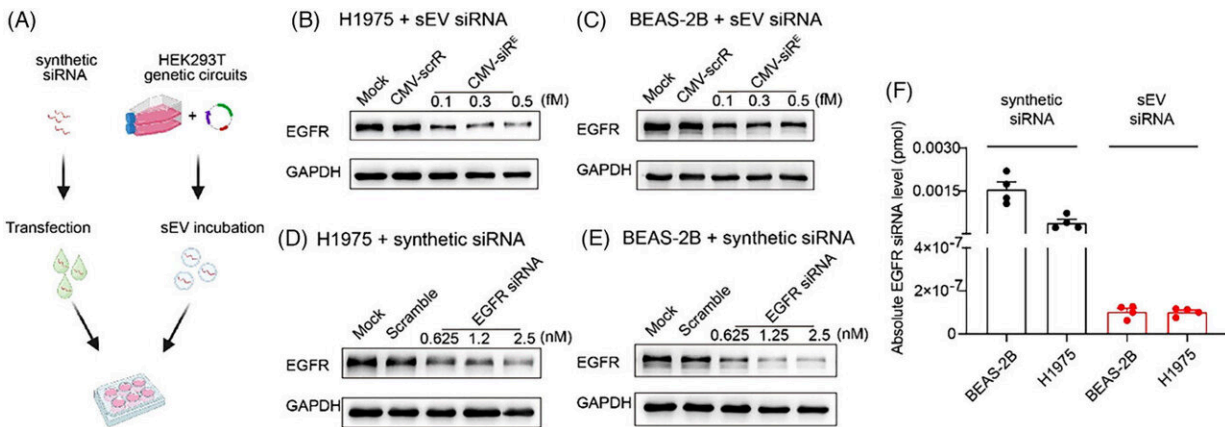 (A)
synthetic
siRNA
HEK293T
genetic circuits
+
Transfection
sEV incubation
(B) H1975 + sEV siRNA
Mock
CMV-scrR
CMV-siRᴱ
0.1 0.3 0.5 (fM)
EGFR
GAPDH
(C) BEAS-2B + sEV siRNA
Mock
CMV-scrR
CMV-siRᴱ
0.1 0.3 0.5 (fM)
(D) H1975 + synthetic siRNA
Mock
Scramble
EGFR siRNA
0.625 1.2 2.5 (nM)
EGFR
GAPDH
(E) BEAS-2B + synthetic siRNA
Mock
Scramble
EGFR siRNA
0.625 1.25 2.5 (nM)
EGFR
GAPDH
EGFR
GAPDH
(F)
synthetic
siRNA
sEV
siRNA
Absolute EGFR siRNA level (pmol)
0.0030
0.0015
4×10-7
2×10-7
0
BEAS-2B
H1975
BEAS-2B
H1975